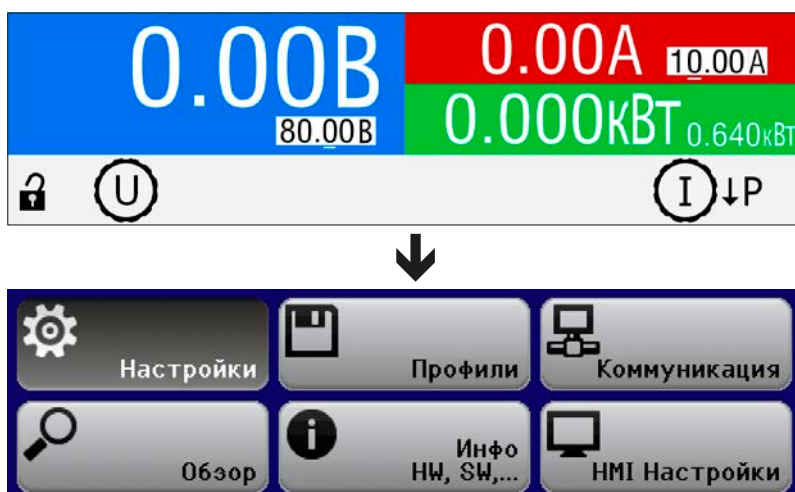 0.00В 0.00А 10.00А
80.00В 0.000кВт 0.640кВт
U I ↓P
Настройки Профили Коммуникация
Обзор Инфо HMI Настройки
HW, SW,...